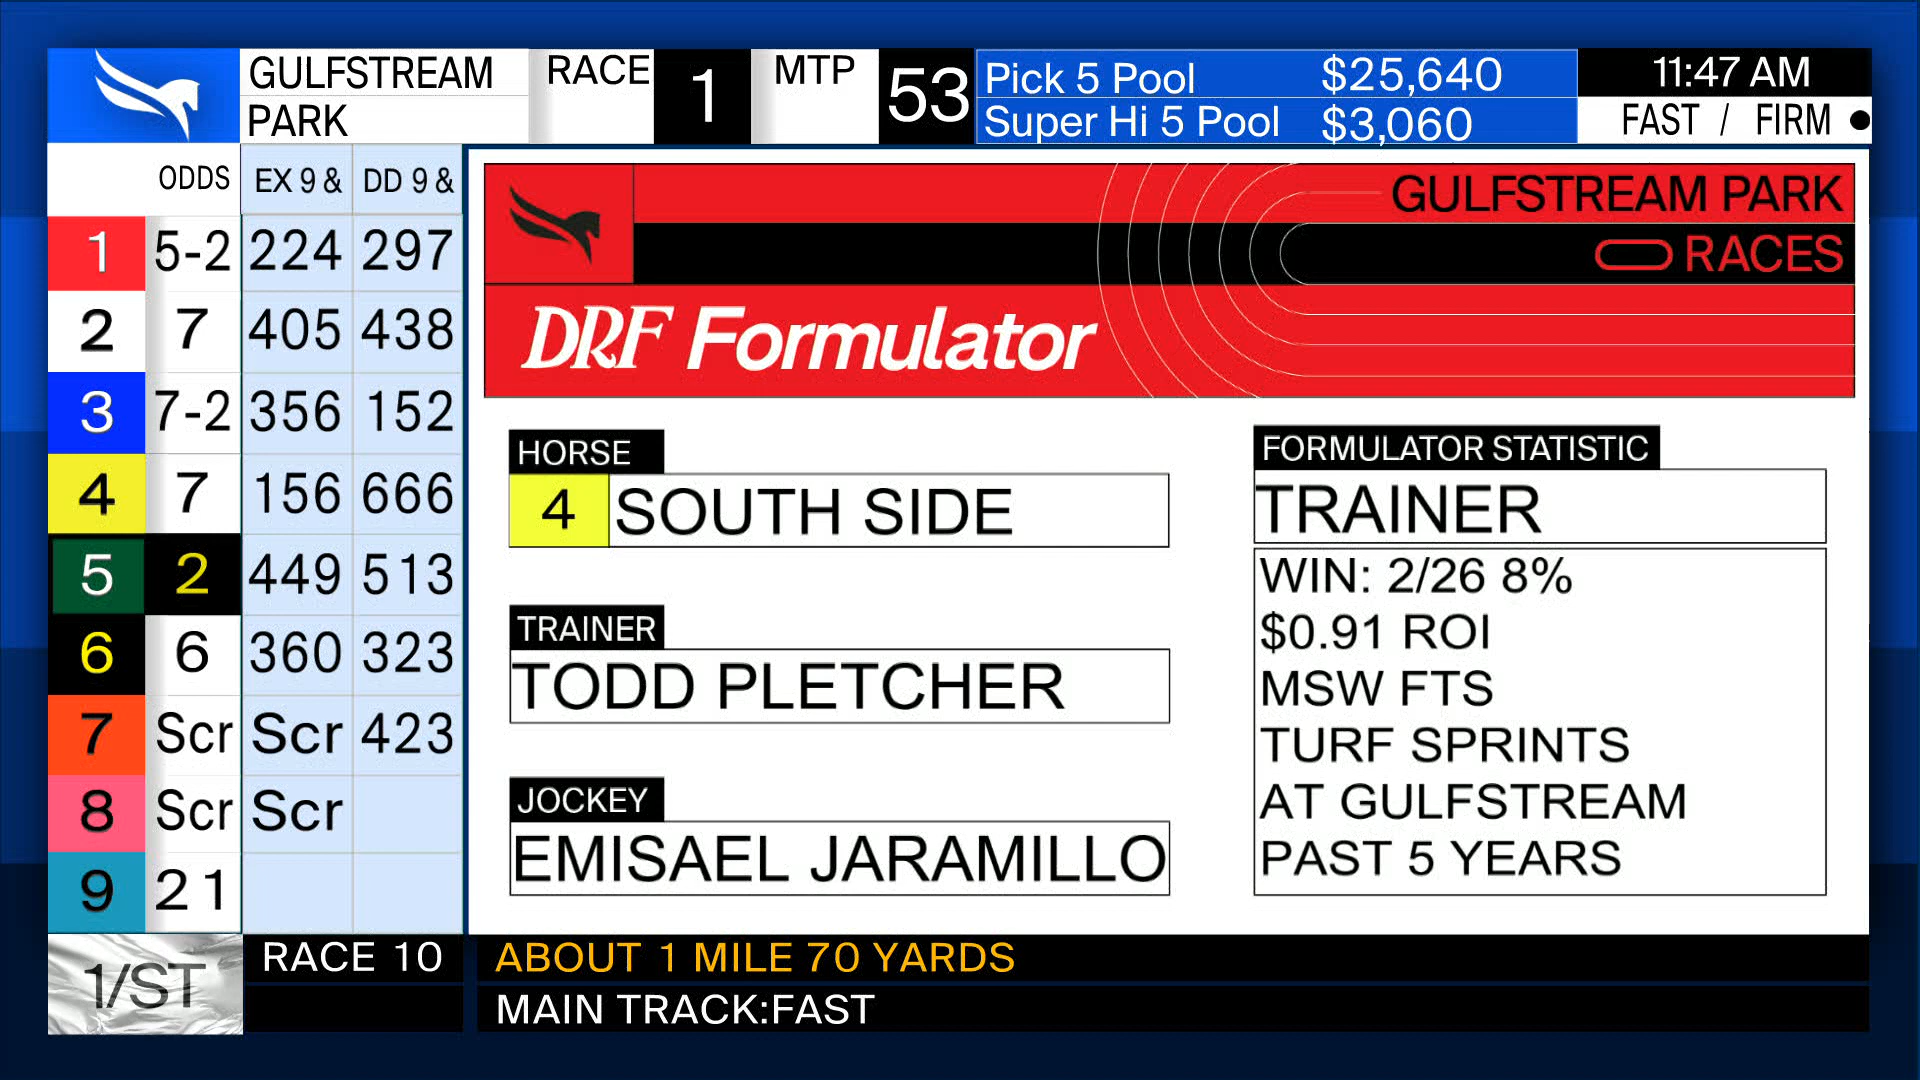 GULFSTREAM PARK
RACE 1 MTP 53
Pick 5 Pool $25,640
Super Hi 5 Pool $3,060
11:47 AM
FAST / FIRM
ODDS EX 9 & DD 9 &
1 5-2 224 297
2 7 405 438
3 7-2 356 152
4 7 156 666
5 2 449 513
6 6 360 323
7 Scr Scr 423
8 Scr Scr
9 21
GULFSTREAM PARK
RACES
DRF Formulator
HORSE
4 SOUTH SIDE
TRAINER
TODD PLETCHER
JOCKEY
EMISAEL JARAMILLO
FORMULATOR STATISTIC
TRAINER
WIN: 2/26 8%
$0.91 ROI
MSW FTS
TURF SPRINTS
AT GULFSTREAM
PAST 5 YEARS
1/ST
RACE 10
ABOUT 1 MILE 70 YARDS
MAIN TRACK:FAST